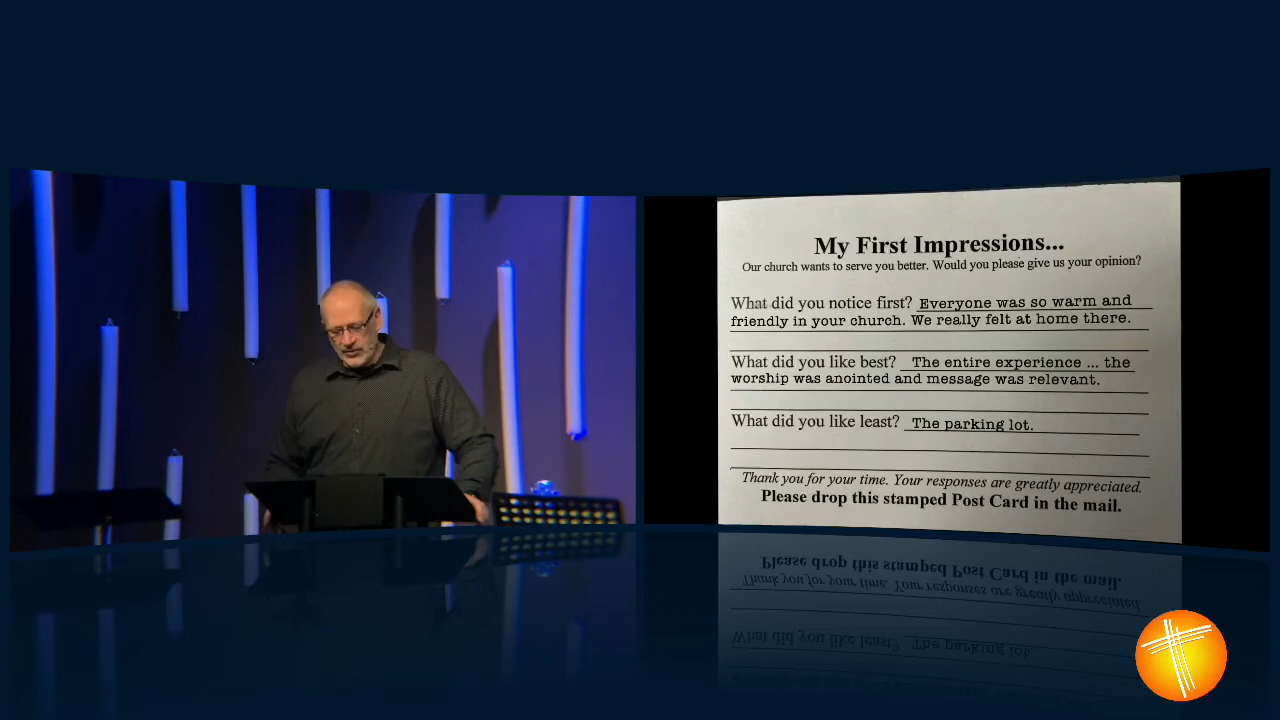 My First Impressions...
Our church wants to serve you better. Would you please give us your opinion?
What did you notice first? Everyone was so warm and
friendly in your church. We really felt at home there.
What did you like best? The entire experience ... the
worship was anointed and message was relevant.
What did you like least? The parking lot.
Thank you for your time. Your responses are greatly appreciated.
Please drop this stamped Post Card in the mail.